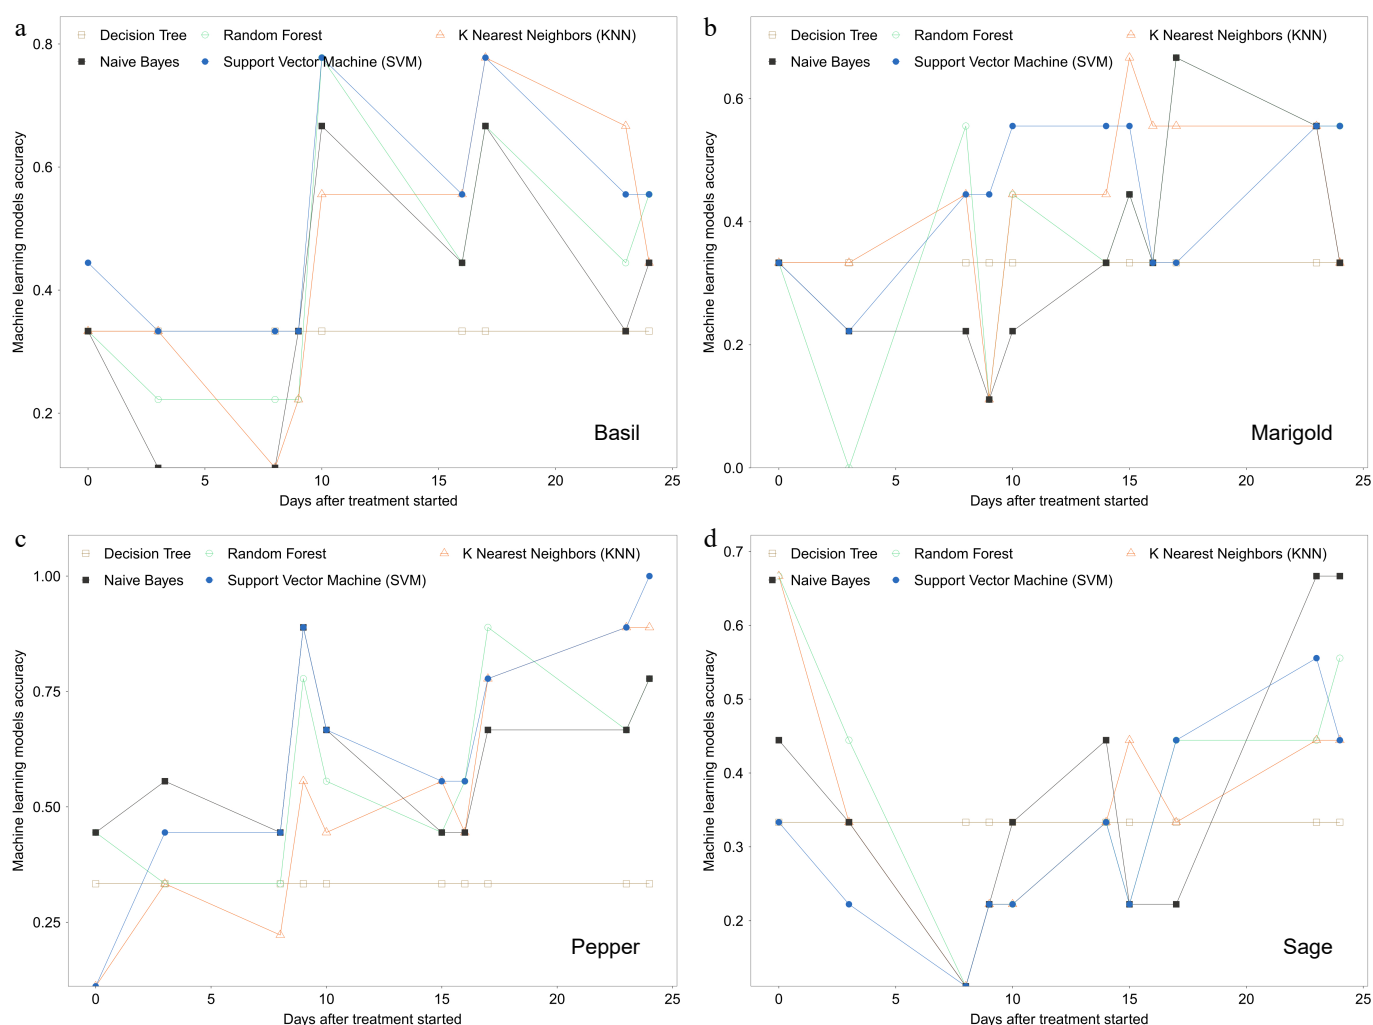 a
Decision Tree
Random Forest
K Nearest Neighbors (KNN)
Naive Bayes
Support Vector Machine (SVM)
Machine learning models accuracy
0.8
0.6
0.4
0.2
Basil
0 5 10 15 20 25
Days after treatment started
b
Decision Tree
Random Forest
K Nearest Neighbors (KNN)
Naive Bayes
Support Vector Machine (SVM)
Machine learning models accuracy
0.6
0.4
0.2
0.0
Marigold
0 5 10 15 20 25
Days after treatment started
c
Decision Tree
Random Forest
K Nearest Neighbors (KNN)
Naive Bayes
Support Vector Machine (SVM)
Machine learning models accuracy
1.00
0.75
0.50
0.25
Pepper
0 5 10 15 20 25
Days after treatment started
d
Decision Tree
Random Forest
K Nearest Neighbors (KNN)
Naive Bayes
Support Vector Machine (SVM)
Machine learning models accuracy
0.7
0.6
0.5
0.4
0.3
0.2
Sage
0 5 10 15 20 25
Days after treatment started